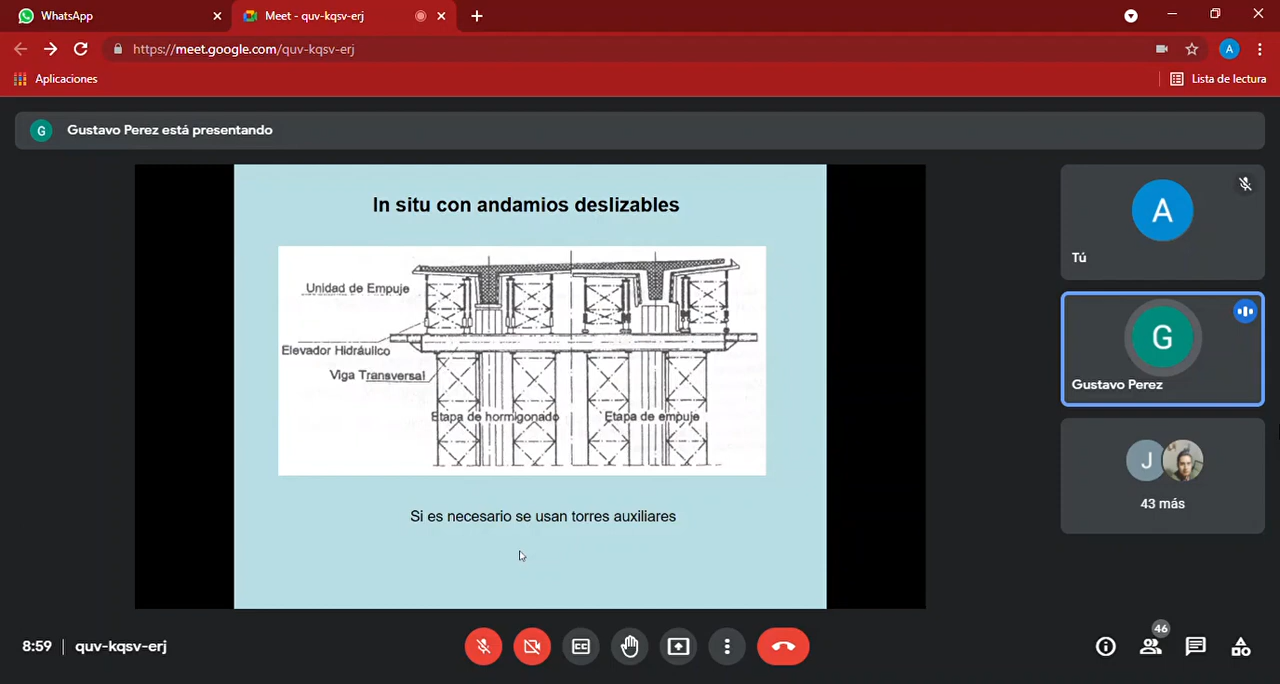 WhatsApp
Meet - quv-kqsv-erj
https://meet.google.com/quv-kqsv-erj
A
Aplicaciones
Lista de lectura
G
Gustavo Perez está presentando
In situ con andamios deslizables
Unidad de Empuje
Elevador Hidráulico
Viga Transversal
Etapa de hormigonado
Etapa de empuje
Si es necesario se usan torres auxiliares
A
Tú
G
Gustavo Perez
J
43 más
8:59
quv-kqsv-erj
CC
46